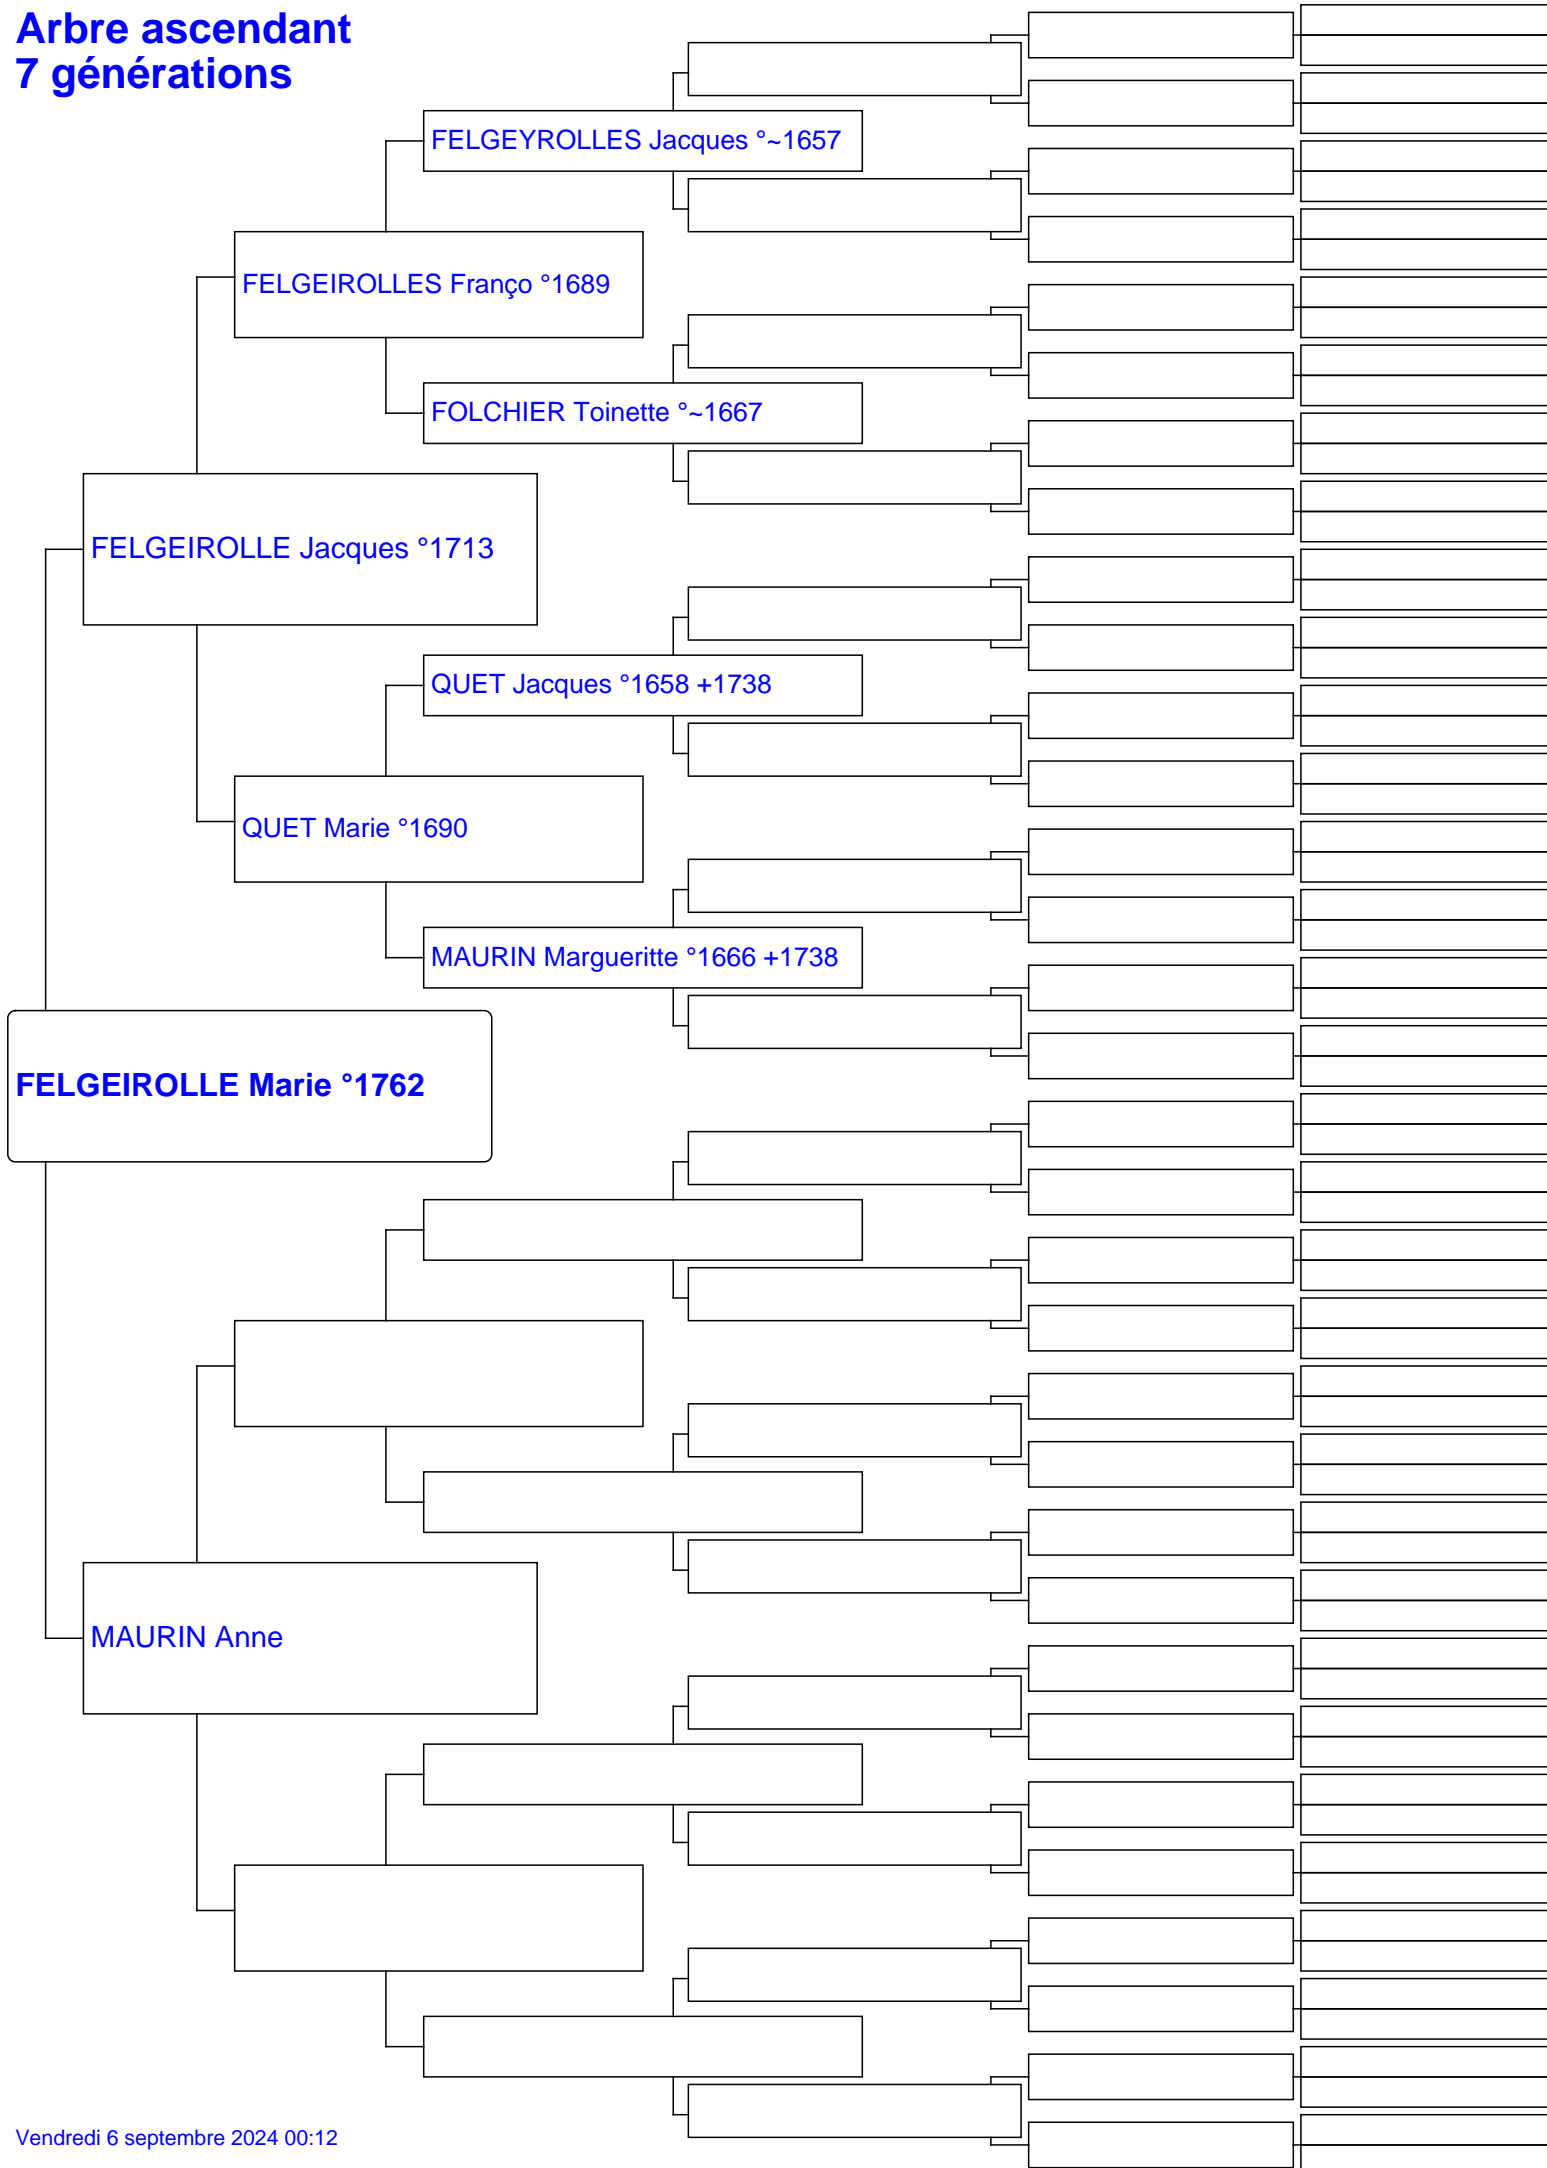 Arbre ascendant
7 générations
FELGEYROLLES Jacques °~1657
FELGEIROLLES Franço °1689
FOLCHIER Toinette °~1667
FELGEIROLLE Jacques °1713
QUET Jacques °1658 +1738
QUET Marie °1690
MAURIN Margueritte °1666 +1738
FELGEIROLLE Marie °1762
MAURIN Anne
Vendredi 6 septembre 2024 00:12